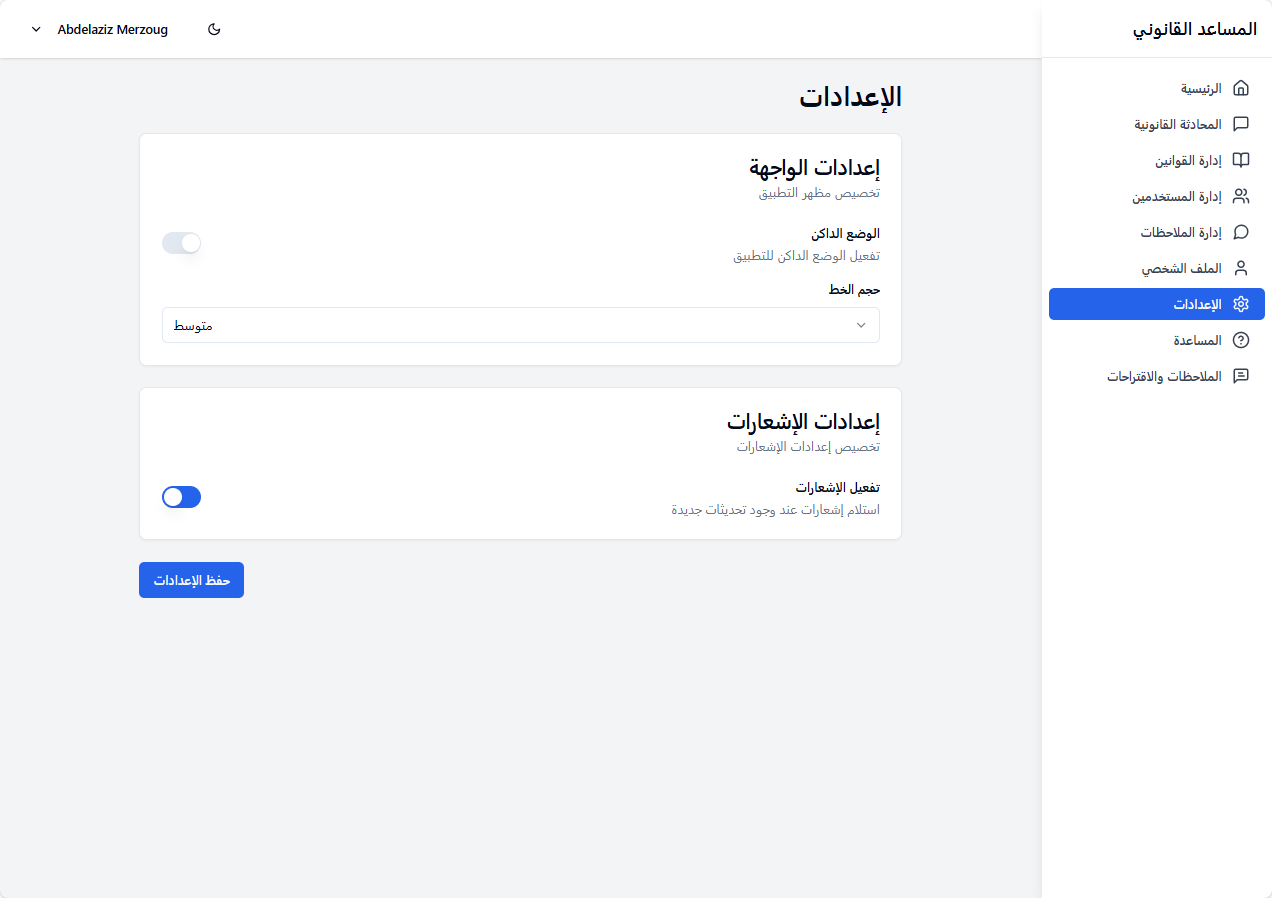 المساعد القانوني
Abdelaziz Merzoug
الرئيسية
المحادثة القانونية
إدارة القوانين
إدارة المستخدمين
إدارة الملاحظات
الملف الشخصي
الإعدادات
المساعدة
الملاحظات والاقتراحات
الإعدادات
إعدادات الواجهة
تخصيص مظهر التطبيق
الوضع الداكن
تفعيل الوضع الداكن للتطبيق
حجم الخط
متوسط
إعدادات الإشعارات
تخصيص إعدادات الإشعارات
تفعيل الإشعارات
استلام إشعارات عند وجود تحديثات جديدة
حفظ الإعدادات